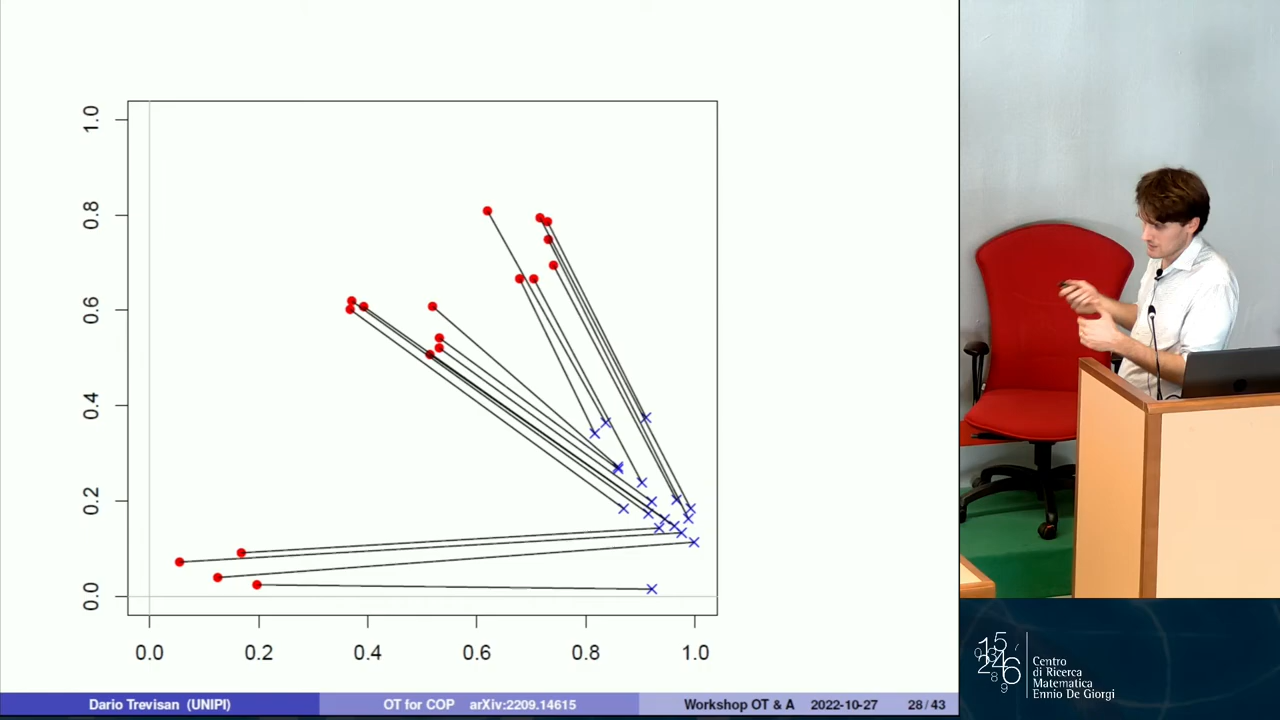 1.0
0.8
0.6
0.4
0.2
0.0
0.0 0.2 0.4 0.6 0.8 1.0
Dario Trevisan (UNIPI) OT for COP arXiv:2209.14615 Workshop OT & A 2022-10-27 28 / 43
Centro
di Ricerca
Matematica
Ennio De Giorgi